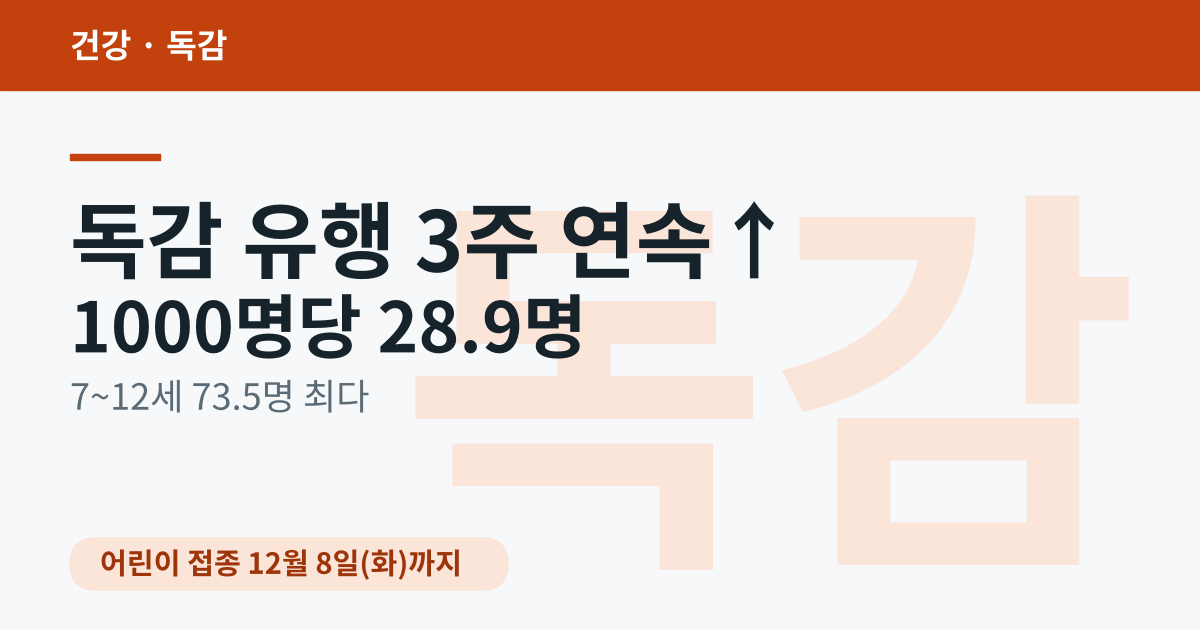 건강 · 독감
독감 유행 3주 연속↑
1000명당 28.9명
7~12세 73.5명 최다
독감
어린이 접종 12월 8일(화)까지